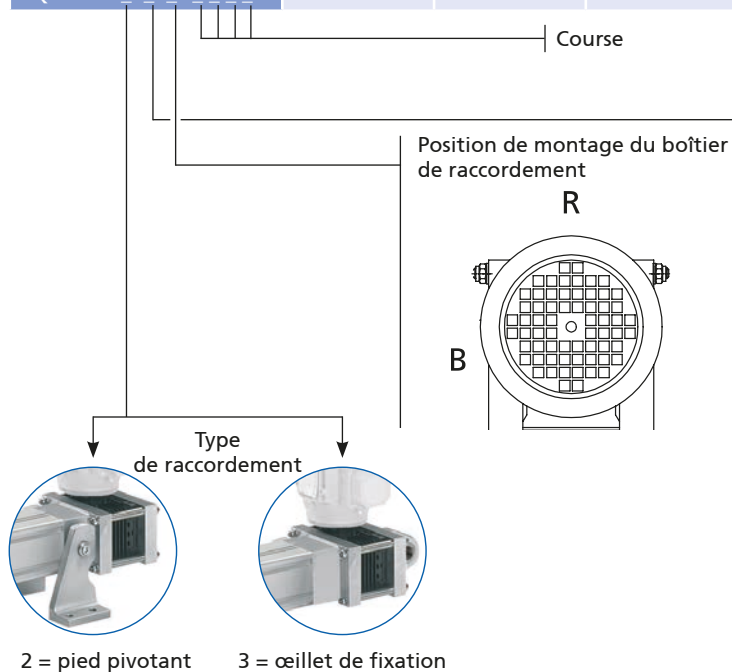 Course
Position de montage du boîtier
de raccordement
R
B
Type
de raccordement
2 = pied pivotant
3 = œillet de fixation